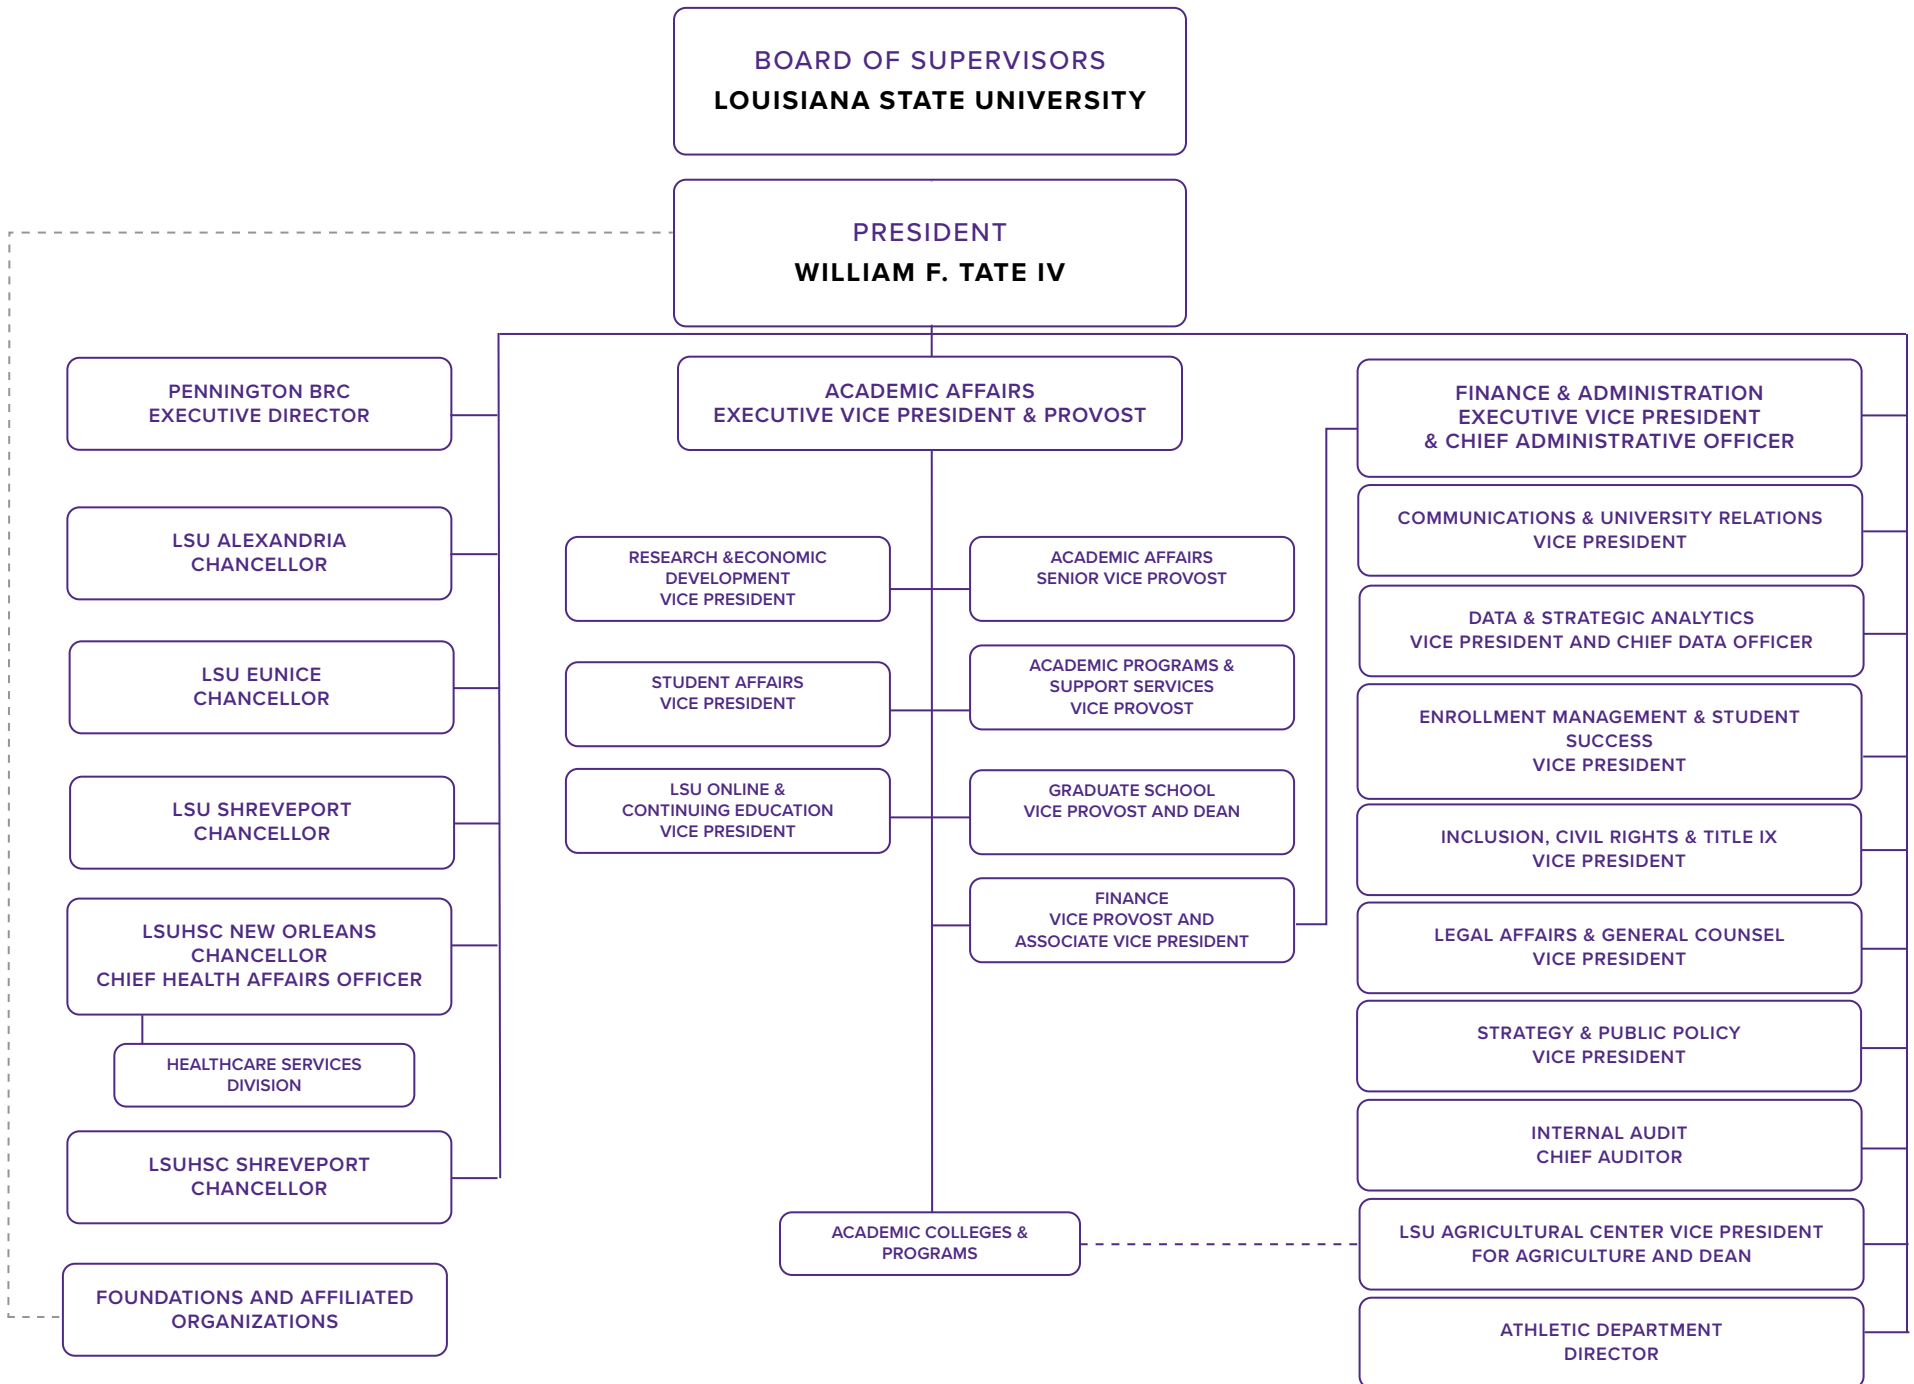 BOARD OF SUPERVISORS
LOUISIANA STATE UNIVERSITY
PRESIDENT
WILLIAM F. TATE IV
PENNINGTON BRC
EXECUTIVE DIRECTOR
LSU ALEXANDRIA
CHANCELLOR
LSU EUNICE
CHANCELLOR
LSU SHREVEPORT
CHANCELLOR
LSUHSC NEW ORLEANS
CHANCELLOR
CHIEF HEALTH AFFAIRS OFFICER
HEALTHCARE SERVICES
DIVISION
LSUHSC SHREVEPORT
CHANCELLOR
FOUNDATIONS AND AFFILIATED
ORGANIZATIONS
ACADEMIC AFFAIRS
EXECUTIVE VICE PRESIDENT & PROVOST
RESEARCH &ECONOMIC
DEVELOPMENT
VICE PRESIDENT
STUDENT AFFAIRS
VICE PRESIDENT
LSU ONLINE &
CONTINUING EDUCATION
VICE PRESIDENT
ACADEMIC AFFAIRS
SENIOR VICE PROVOST
ACADEMIC PROGRAMS &
SUPPORT SERVICES
VICE PROVOST
GRADUATE SCHOOL
VICE PROVOST AND DEAN
FINANCE
VICE PROVOST AND
ASSOCIATE VICE PRESIDENT
ACADEMIC COLLEGES &
PROGRAMS
FINANCE & ADMINISTRATION
EXECUTIVE VICE PRESIDENT
& CHIEF ADMINISTRATIVE OFFICER
COMMUNICATIONS & UNIVERSITY RELATIONS
VICE PRESIDENT
DATA & STRATEGIC ANALYTICS
VICE PRESIDENT AND CHIEF DATA OFFICER
ENROLLMENT MANAGEMENT & STUDENT
SUCCESS
VICE PRESIDENT
INCLUSION, CIVIL RIGHTS & TITLE IX
VICE PRESIDENT
LEGAL AFFAIRS & GENERAL COUNSEL
VICE PRESIDENT
STRATEGY & PUBLIC POLICY
VICE PRESIDENT
INTERNAL AUDIT
CHIEF AUDITOR
LSU AGRICULTURAL CENTER VICE PRESIDENT
FOR AGRICULTURE AND DEAN
ATHLETIC DEPARTMENT
DIRECTOR